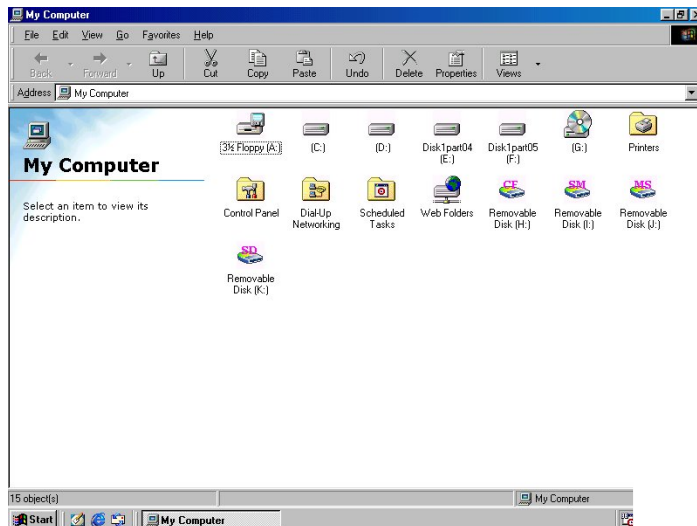 My Computer
File Edit View Go Favorites Help
Back Forward Up Cut Copy Paste Undo Delete Properties Views
Address My Computer
My Computer
Select an item to view its
description.
3½ Floppy (A:) (C:) (D:) Disk1part04 (E:) Disk1part05 (F:) (G:) Printers
Control Panel Dial-Up Networking Scheduled Tasks Web Folders CF Removable Disk (H:) SM Removable Disk (I:) MS Removable Disk (J:)
SD
Removable
Disk (K:)
15 object(s) My Computer
Start My Computer